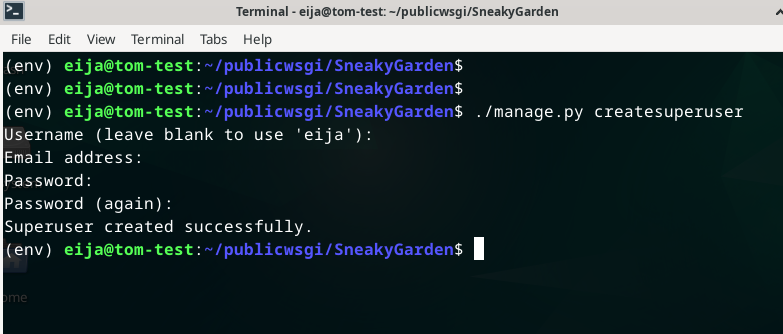 Terminal - eija@tom-test: ~/publicwsgi/SneakyGarden
File Edit View Terminal Tabs Help
(env) eija@tom-test:~/publicwsgi/SneakyGarden$
(env) eija@tom-test:~/publicwsgi/SneakyGarden$
(env) eija@tom-test:~/publicwsgi/SneakyGarden$ ./manage.py createsuperuser
Username (leave blank to use 'eija'):
Email address:
Password:
Password (again):
Superuser created successfully.
(env) eija@tom-test:~/publicwsgi/SneakyGarden$